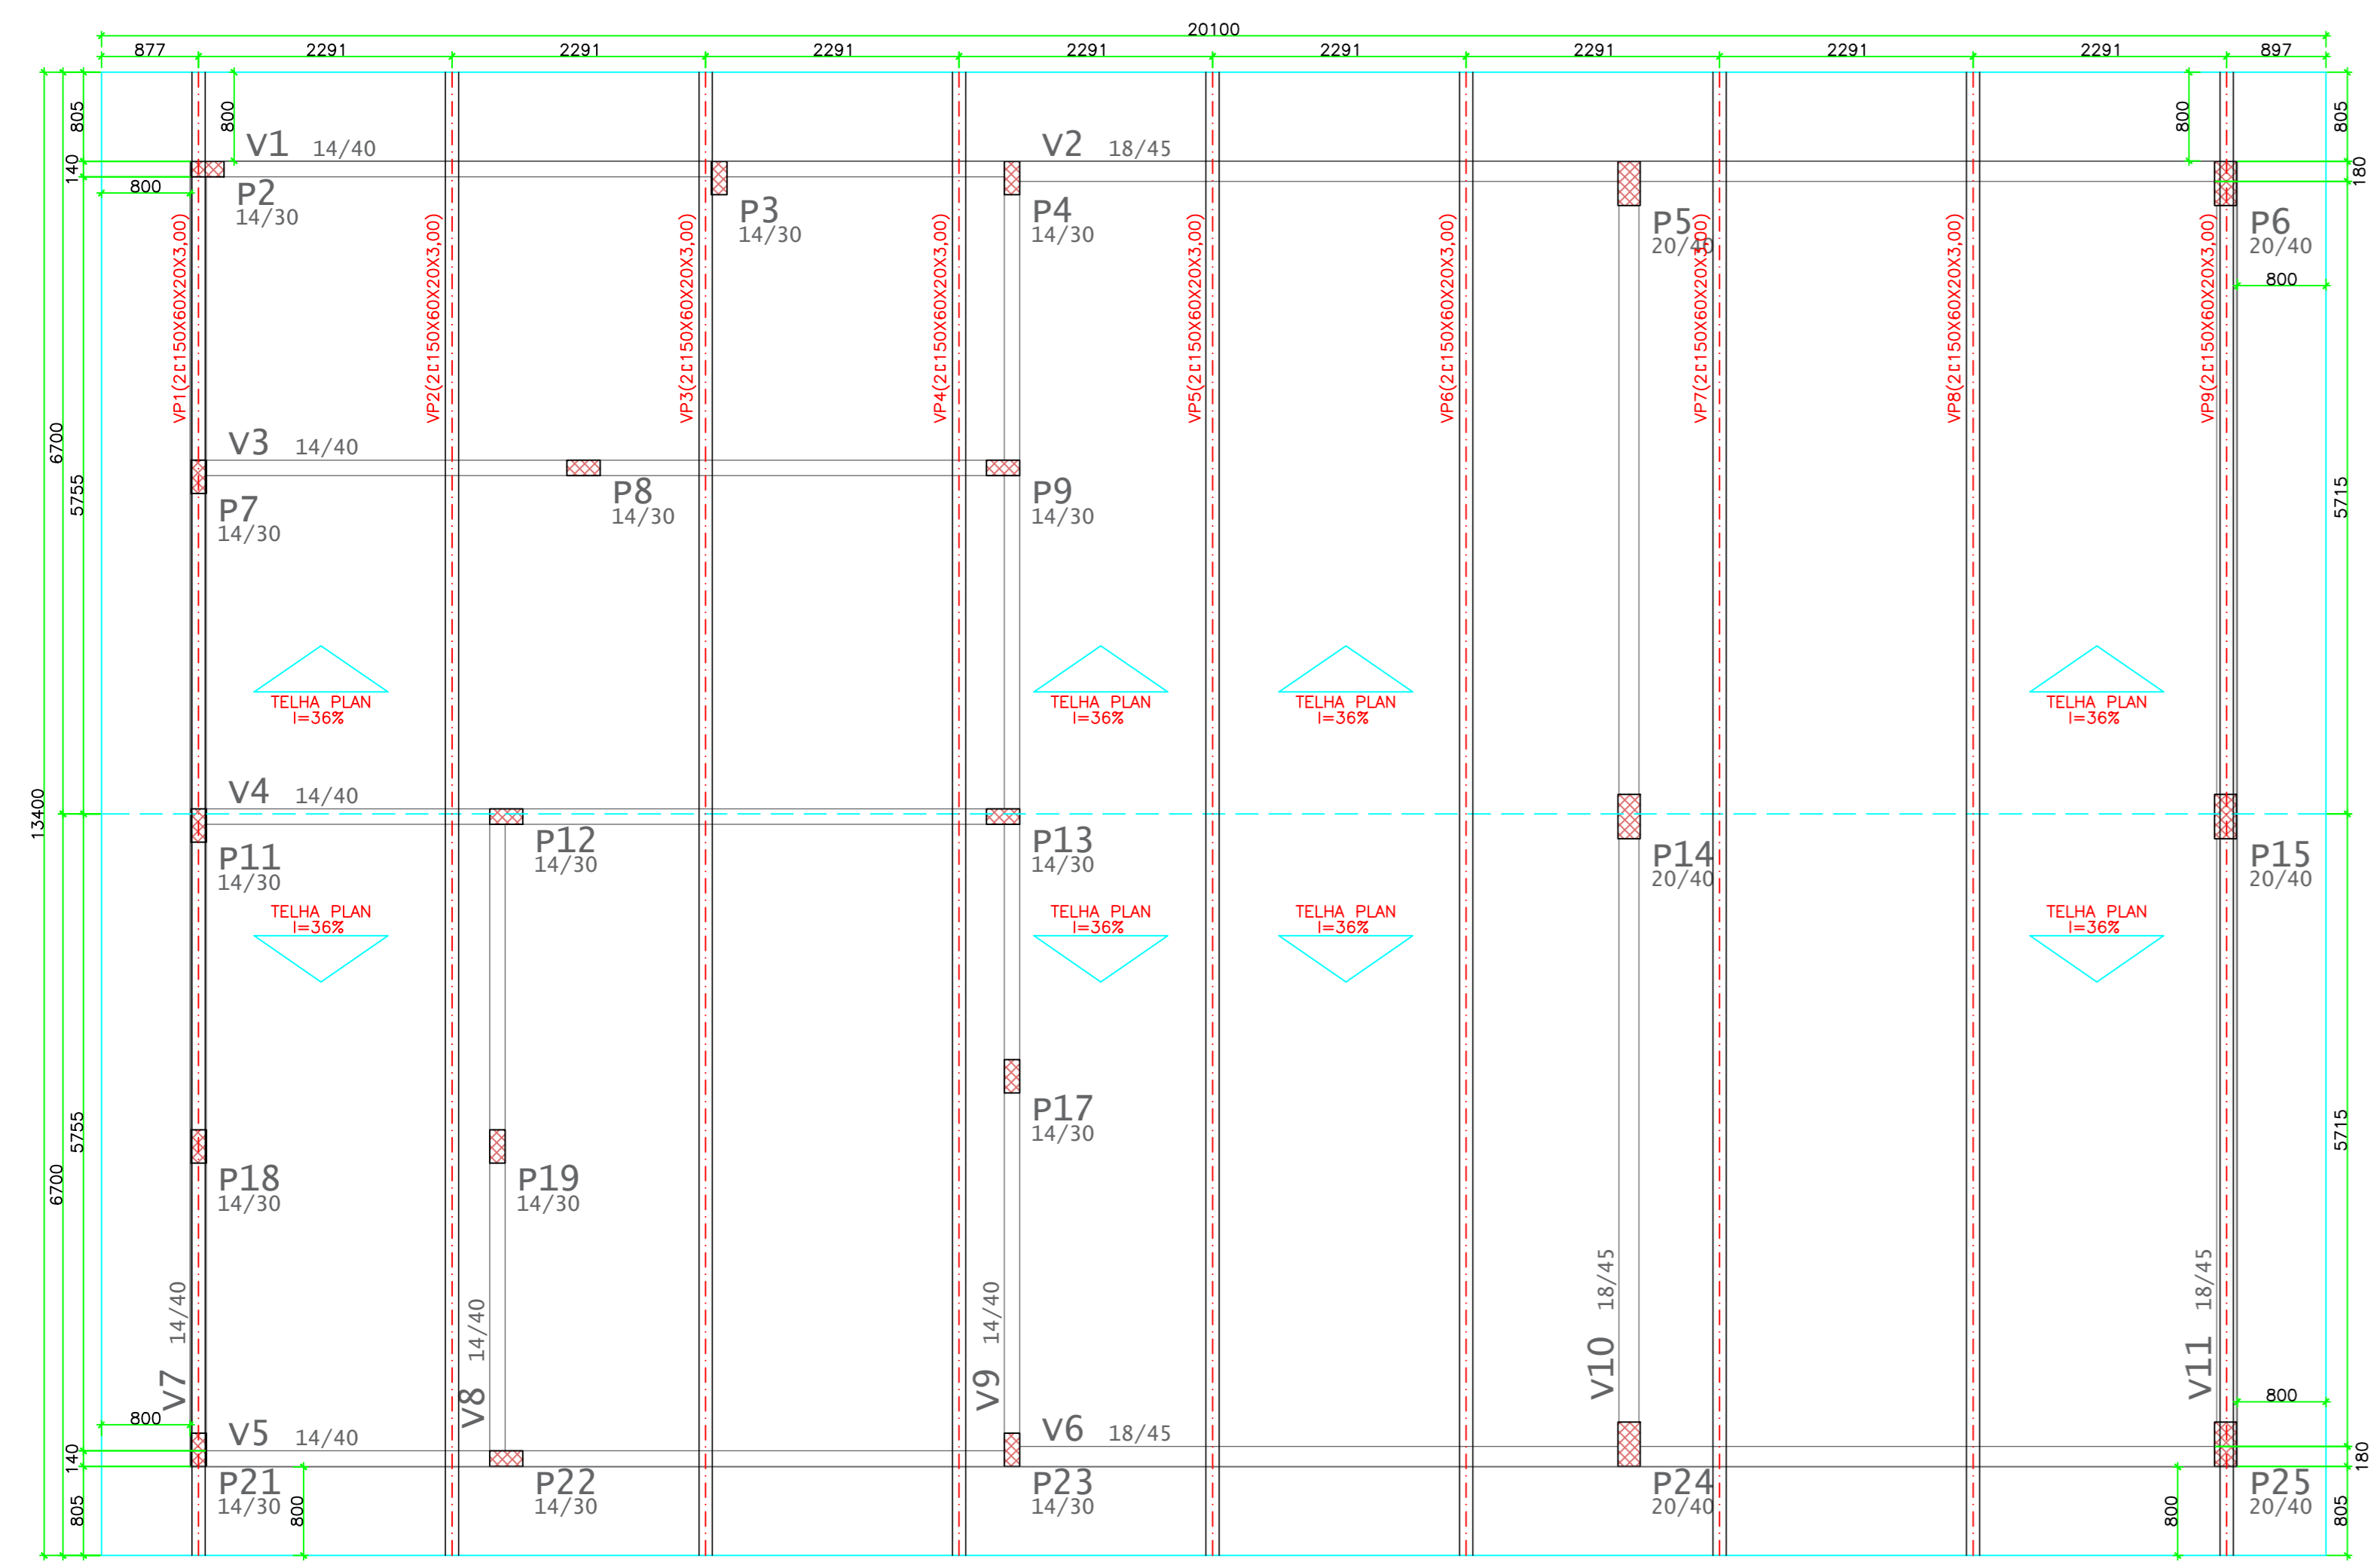 20100
877 2291 2291 2291 2291 2291 2291 2291 2291 897
805 800 800 805
V1 14/40 V2 18/45
140 180
800
P2 14/30
P3 14/30
P4 14/30
P5 20/40
P6 20/40
800
VP1(2⊏150X60X20X3,00)
VP2(2⊏150X60X20X3,00)
VP3(2⊏150X60X20X3,00)
VP4(2⊏150X60X20X3,00)
VP5(2⊏150X60X20X3,00)
VP6(2⊏150X60X20X3,00)
VP7(2⊏150X60X20X3,00)
VP8(2⊏150X60X20X3,00)
VP9(2⊏150X60X20X3,00)
6700
V3 14/40
5755 5715
P7 14/30
P8 14/30
P9 14/30
TELHA PLAN
I=36%
TELHA PLAN
I=36%
TELHA PLAN
I=36%
TELHA PLAN
I=36%
13400
V4 14/40
P11 14/30
P12 14/30
P13 14/30
P14 20/40
P15 20/40
TELHA PLAN
I=36%
TELHA PLAN
I=36%
TELHA PLAN
I=36%
TELHA PLAN
I=36%
P17 14/30
5755 5715
6700
P18 14/30
P19 14/30
V7 14/40
V8 14/40
V9 14/40
V10 18/45
V11 18/45
800 800
V5 14/40 V6 18/45
140 180
P21 14/30
P22 14/30
P23 14/30
P24 20/40
P25 20/40
805 800 800 805